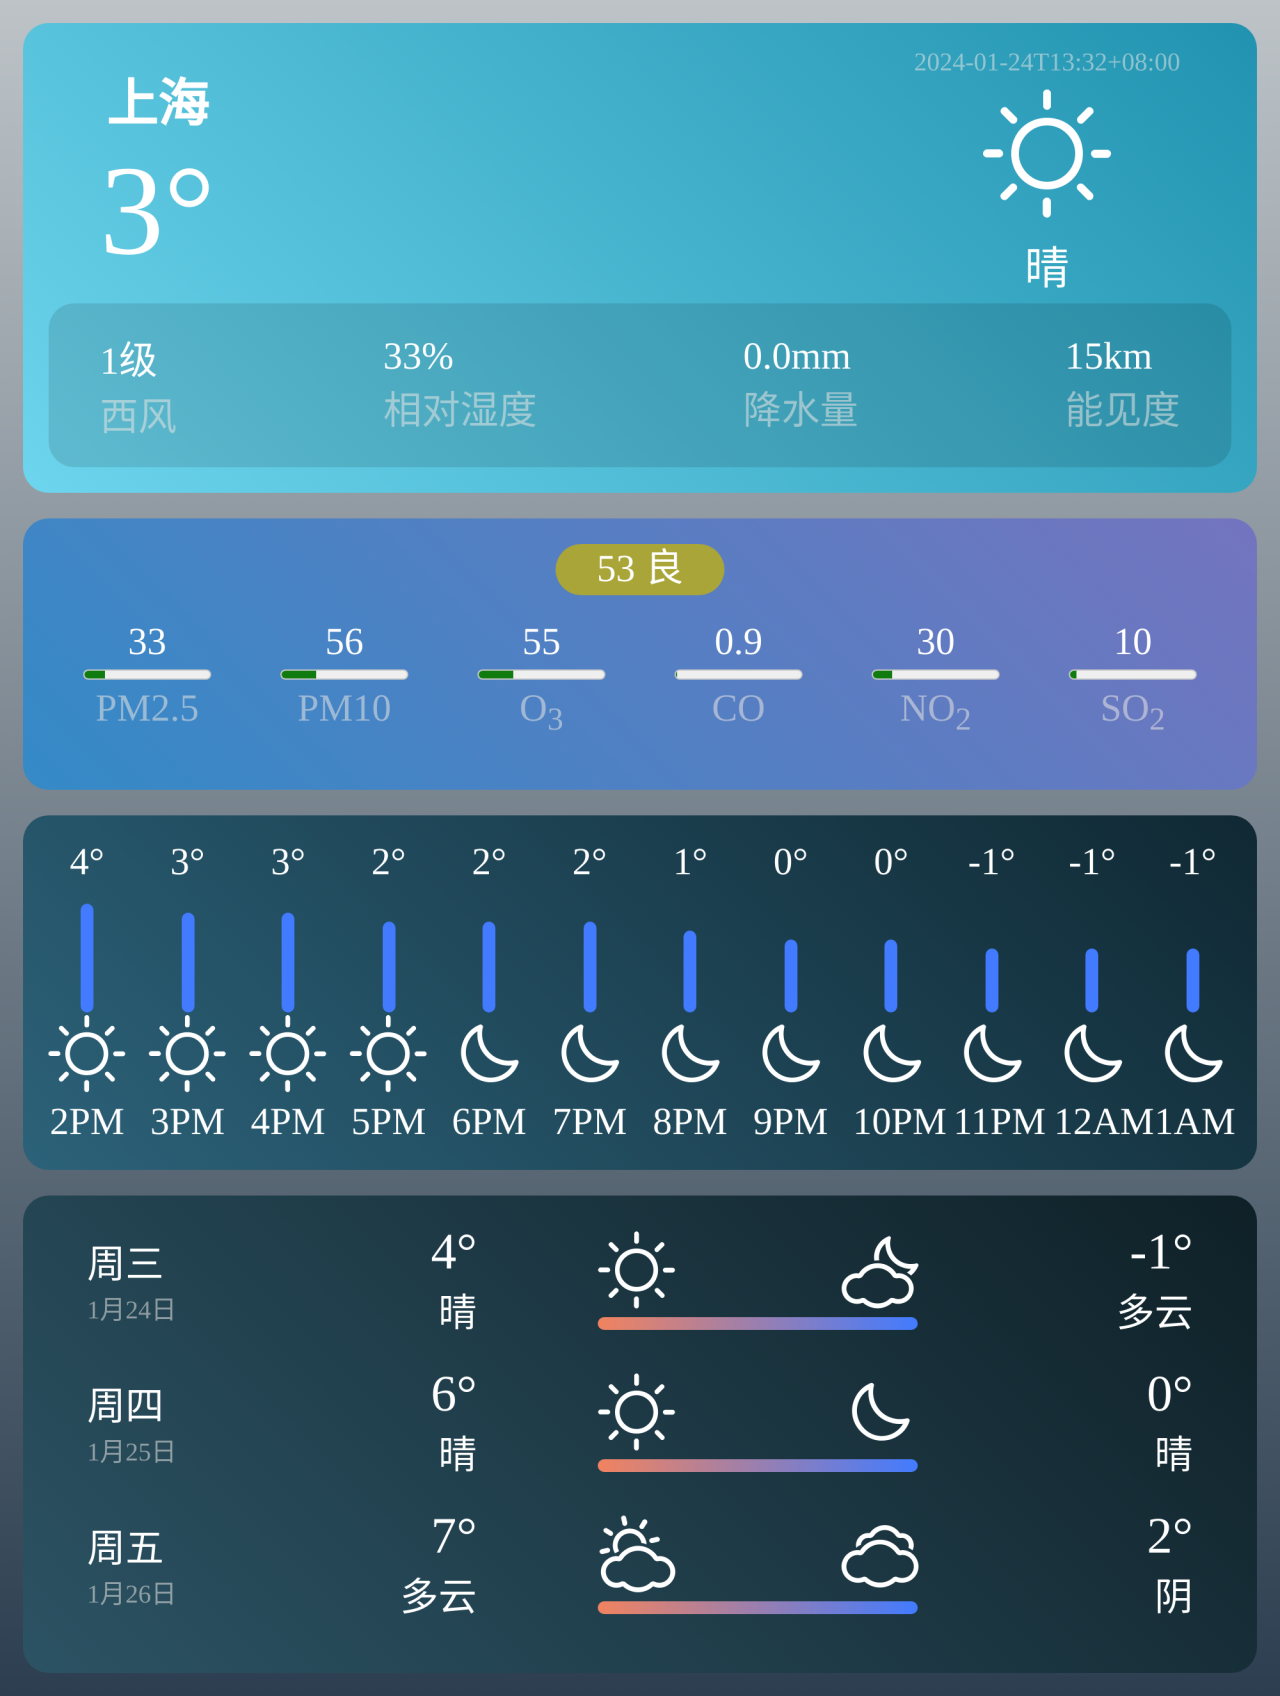 2024-01-24T13:32+08:00
上海
3°
晴
1级 33% 0.0mm 15km
西风 相对湿度 降水量 能见度
53 良
33 56 55 0.9 30 10
PM2.5 PM10 O3 CO NO2 SO2
4° 3° 3° 2° 2° 2° 1° 0° 0° -1° -1° -1°
2PM 3PM 4PM 5PM 6PM 7PM 8PM 9PM 10PM 11PM 12AM 1AM
周三 4° -1°
1月24日 晴 多云
周四 6° 0°
1月25日 晴 晴
周五 7° 2°
1月26日 多云 阴